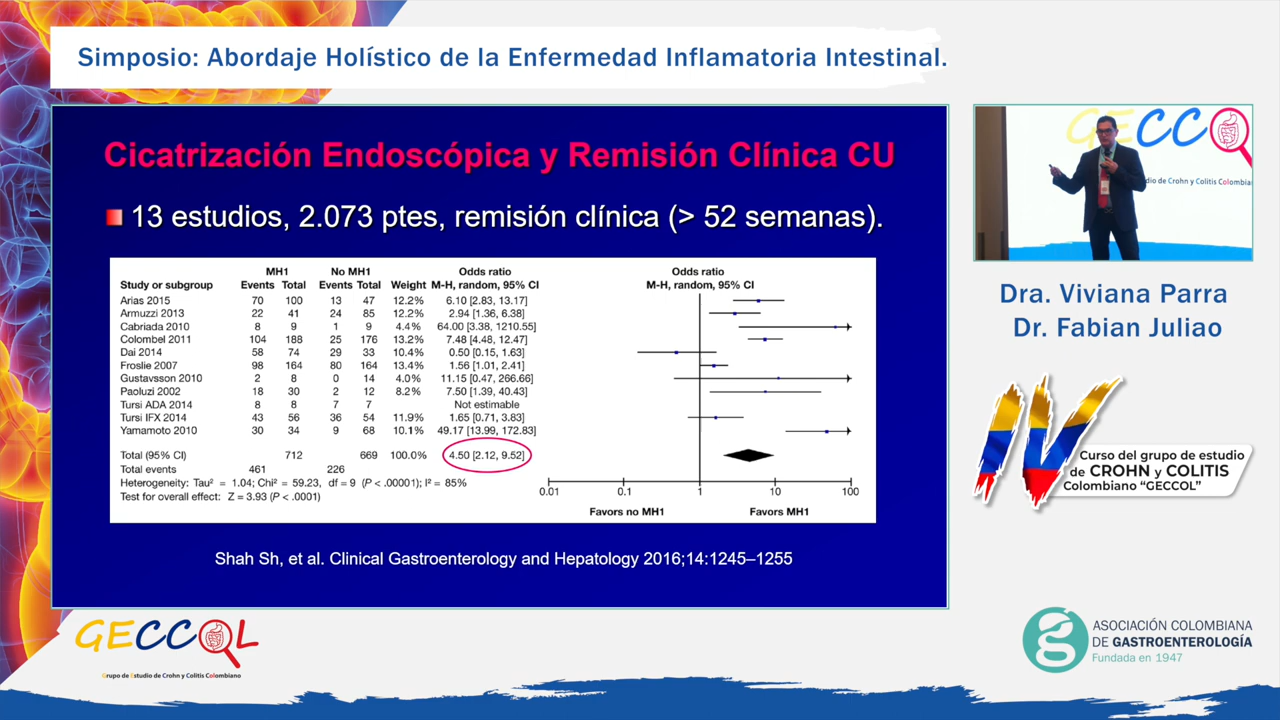 Simposio: Abordaje Holístico de la Enfermedad Inflamatoria Intestinal.
Cicatrización Endoscópica y Remisión Clínica CU
13 estudios, 2.073 ptes, remisión clínica (> 52 semanas).
MH1 No MH1 Odds ratio Odds ratio
Study or subgroup Events Total Events Total Weight M-H, random, 95% CI M-H, random, 95% CI
Arias 2015 70 100 13 47 12.2% 6.10 [2.83, 13.17]
Armuzzi 2013 22 41 24 85 12.2% 2.94 [1.36, 6.38]
Cabriada 2010 8 9 1 9 4.4% 64.00 [3.38, 1210.55]
Colombel 2011 104 188 25 176 13.2% 7.48 [4.48, 12.47]
Dai 2014 58 74 29 33 10.4% 0.50 [0.15, 1.63]
Froslie 2007 98 164 80 164 13.4% 1.56 [1.01, 2.41]
Gustavsson 2010 2 8 0 14 4.0% 11.15 [0.47, 266.66]
Paoluzi 2002 18 30 2 12 8.2% 7.50 [1.39, 40.43]
Tursi ADA 2014 8 8 7 7 Not estimable
Tursi IFX 2014 43 56 36 54 11.9% 1.65 [0.71, 3.83]
Yamamoto 2010 30 34 9 68 10.1% 49.17 [13.99, 172.83]
Total (95% CI) 712 669 100.0% 4.50 [2.12, 9.52]
Total events 461 226
Heterogeneity: Tau² = 1.04; Chi² = 59.23, df = 9 (P < .00001); I² = 85%
Test for overall effect: Z = 3.93 (P < .0001)
0.01 0.1 1 10 100
Favors no MH1 Favors MH1
Shah Sh, et al. Clinical Gastroenterology and Hepatology 2016;14:1245–1255
GECC
dio de Crohn y Colitis Colombia
Dra. Viviana Parra
Dr. Fabian Juliao
IV
Curso del grupo de estudio
de CROHN y COLITIS
Colombiano “GECCOL”
GECCOL
Grupo de Estudio de Crohn y Colitis Colombiano
ASOCIACIÓN COLOMBIANA
DE GASTROENTEROLOGÍA
Fundada en 1947